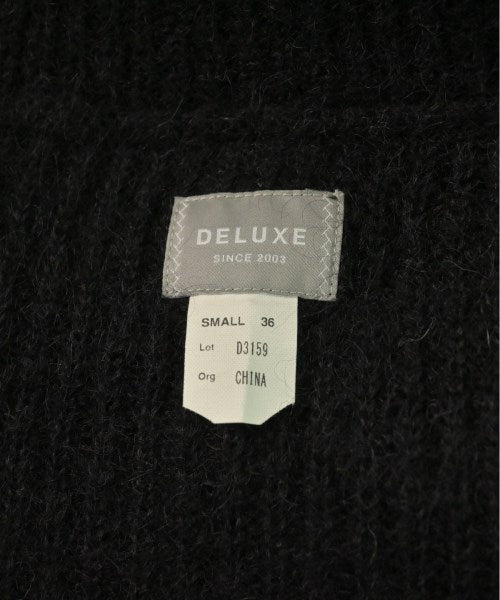 DELUXE
SINCE 2003
SMALL 36
Lot D3159
Org CHINA